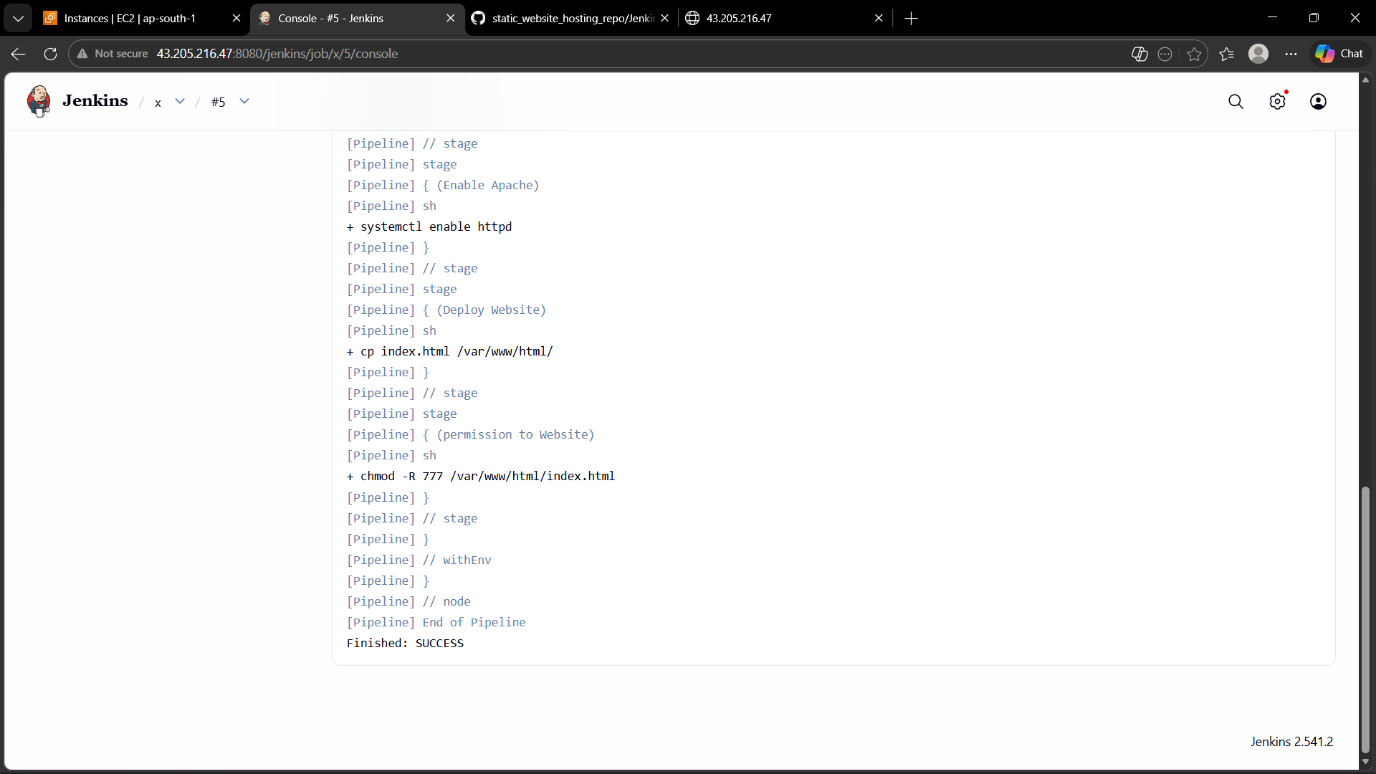 Instances | EC2 | ap-south-1
Console - #5 - Jenkins
static_website_hosting_repo/Jenki
43.205.216.47
Not secure
43.205.216.47:8080/jenkins/job/x/5/console
Chat
Jenkins / x / #5
[Pipeline] // stage
[Pipeline] stage
[Pipeline] { (Enable Apache)
[Pipeline] sh
+ systemctl enable httpd
[Pipeline] }
[Pipeline] // stage
[Pipeline] stage
[Pipeline] { (Deploy Website)
[Pipeline] sh
+ cp index.html /var/www/html/
[Pipeline] }
[Pipeline] // stage
[Pipeline] stage
[Pipeline] { (permission to Website)
[Pipeline] sh
+ chmod -R 777 /var/www/html/index.html
[Pipeline] }
[Pipeline] // stage
[Pipeline] }
[Pipeline] // withEnv
[Pipeline] }
[Pipeline] // node
[Pipeline] End of Pipeline
Finished: SUCCESS
Jenkins 2.541.2